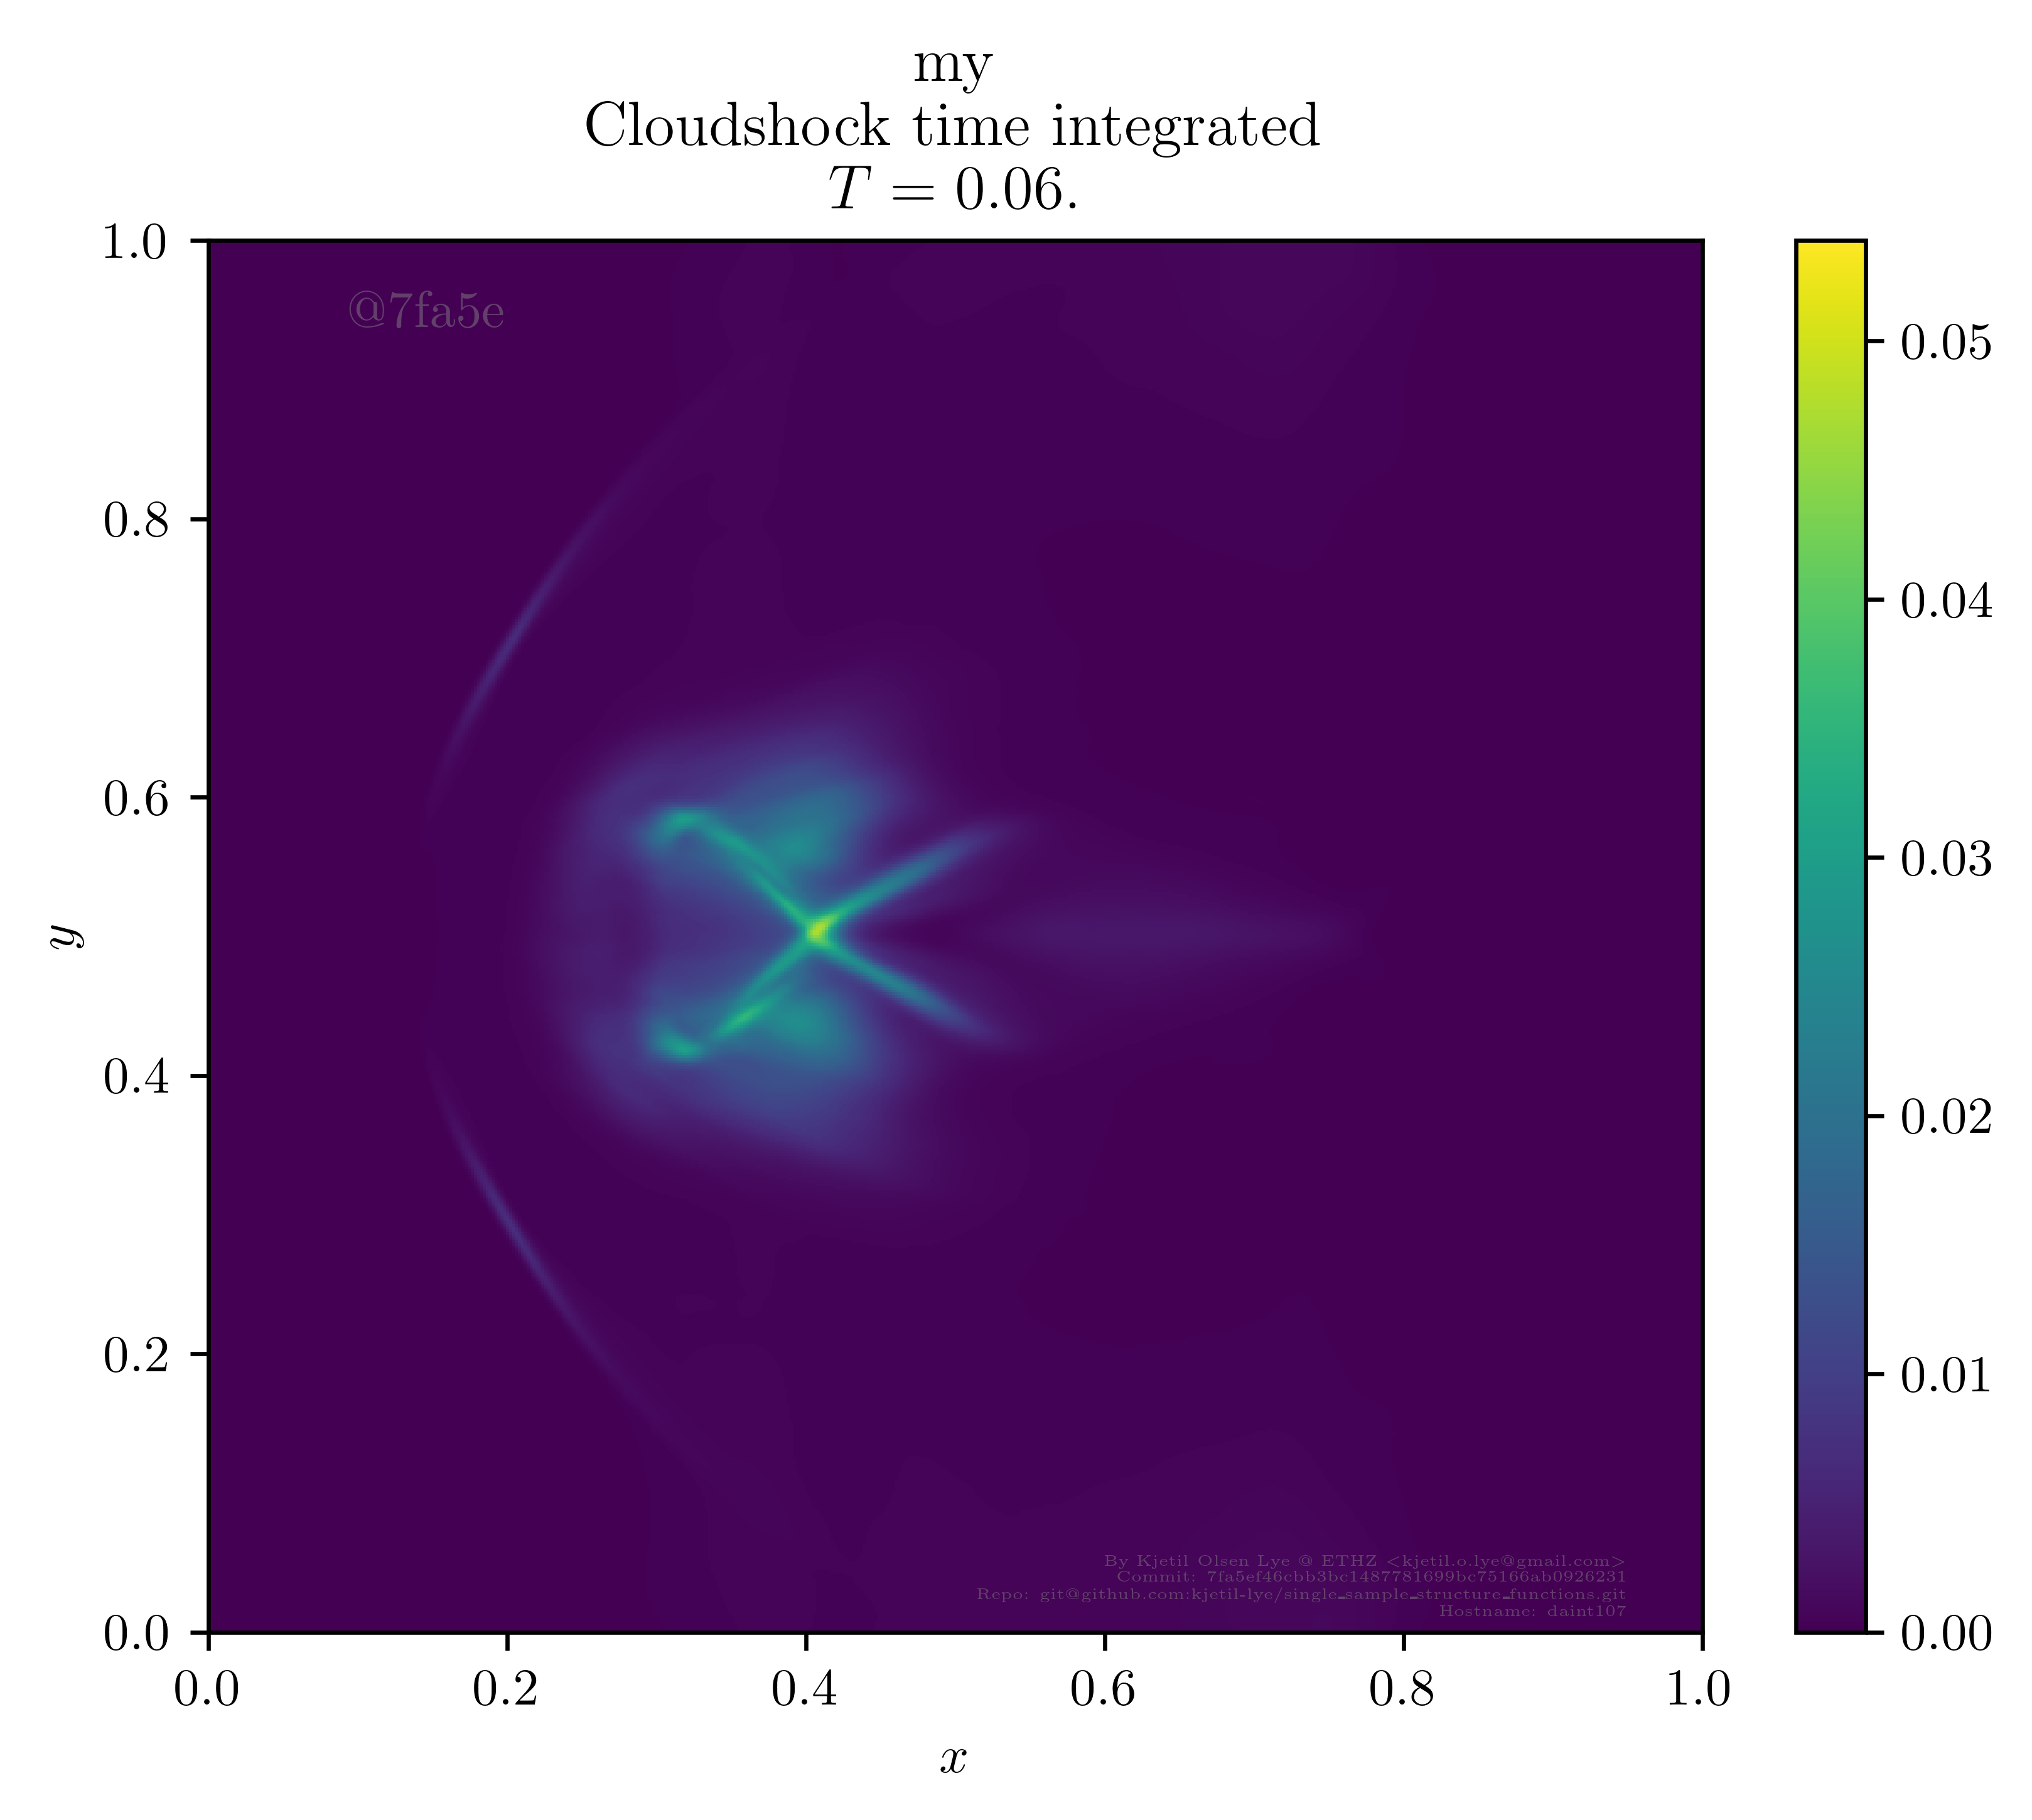 my
Cloudshock time integrated
T = 0.06.
@7fa5e
1.0
0.8
0.6
0.4
0.2
0.0
y
0.0 0.2 0.4 0.6 0.8 1.0
x
0.05
0.04
0.03
0.02
0.01
0.00
By Kjetil Olsen Lye @ ETHZ <kjetil.o.lye@gmail.com>
Commit: 7fa5ef46cbb3bc1487781699bc75166ab0926231
Repo: git@github.com:kjetil-lye/single_sample_structure_functions.git
Hostname: daint107